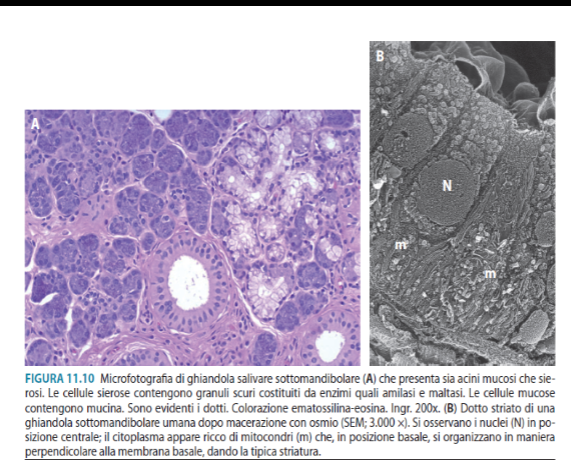 A
B
N
m
m
FIGURA 11.10 Microfotografia di ghiandola salivare sottomandibolare (A) che presenta sia acini mucosi che sie-
rosi. Le cellule sierose contengono granuli scuri costituiti da enzimi quali amilasi e maltasi. Le cellule mucose
contengono mucina. Sono evidenti i dotti. Colorazione ematossilina-eosina. Ingr. 200x. (B) Dotto striato di una
ghiandola sottomandibolare umana dopo macerazione con osmio (SEM; 3.000 ×). Si osservano i nuclei (N) in po-
sizione centrale; il citoplasma appare ricco di mitocondri (m) che, in posizione basale, si organizzano in maniera
perpendicolare alla membrana basale, dando la tipica striatura.